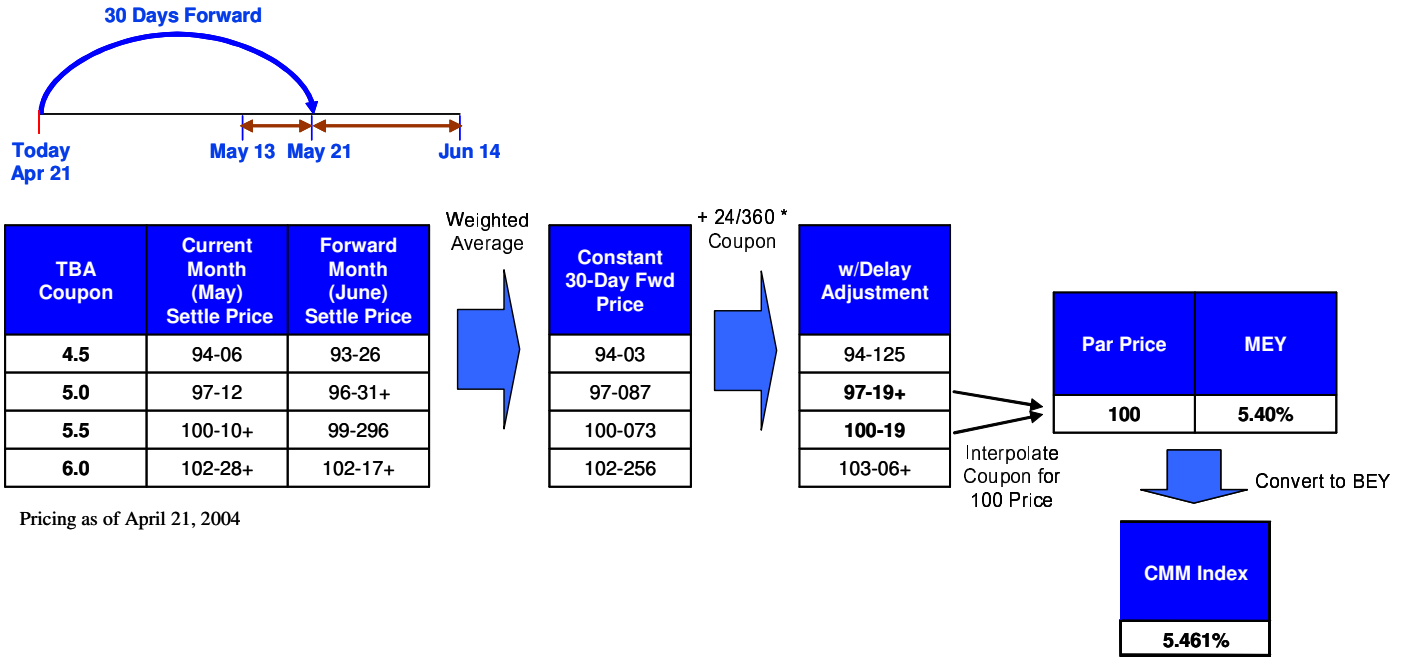 30 Days Forward
Today
Apr 21
May 13
May 21
Jun 14
TBA
Coupon
Current
Month
(May)
Settle Price
Forward
Month
(June)
Settle Price
4.5
94-06
93-26
5.0
97-12
96-31+
5.5
100-10+
99-296
6.0
102-28+
102-17+
Weighted
Average
Constant
30-Day Fwd
Price
94-03
97-087
100-073
102-256
+ 24/360 *
Coupon
w/Delay
Adjustment
94-125
97-19+
100-19
103-06+
Interpolate
Coupon for
100 Price
Par Price
MEY
100
5.40%
Convert to BEY
CMM Index
5.461%
Pricing as of April 21, 2004